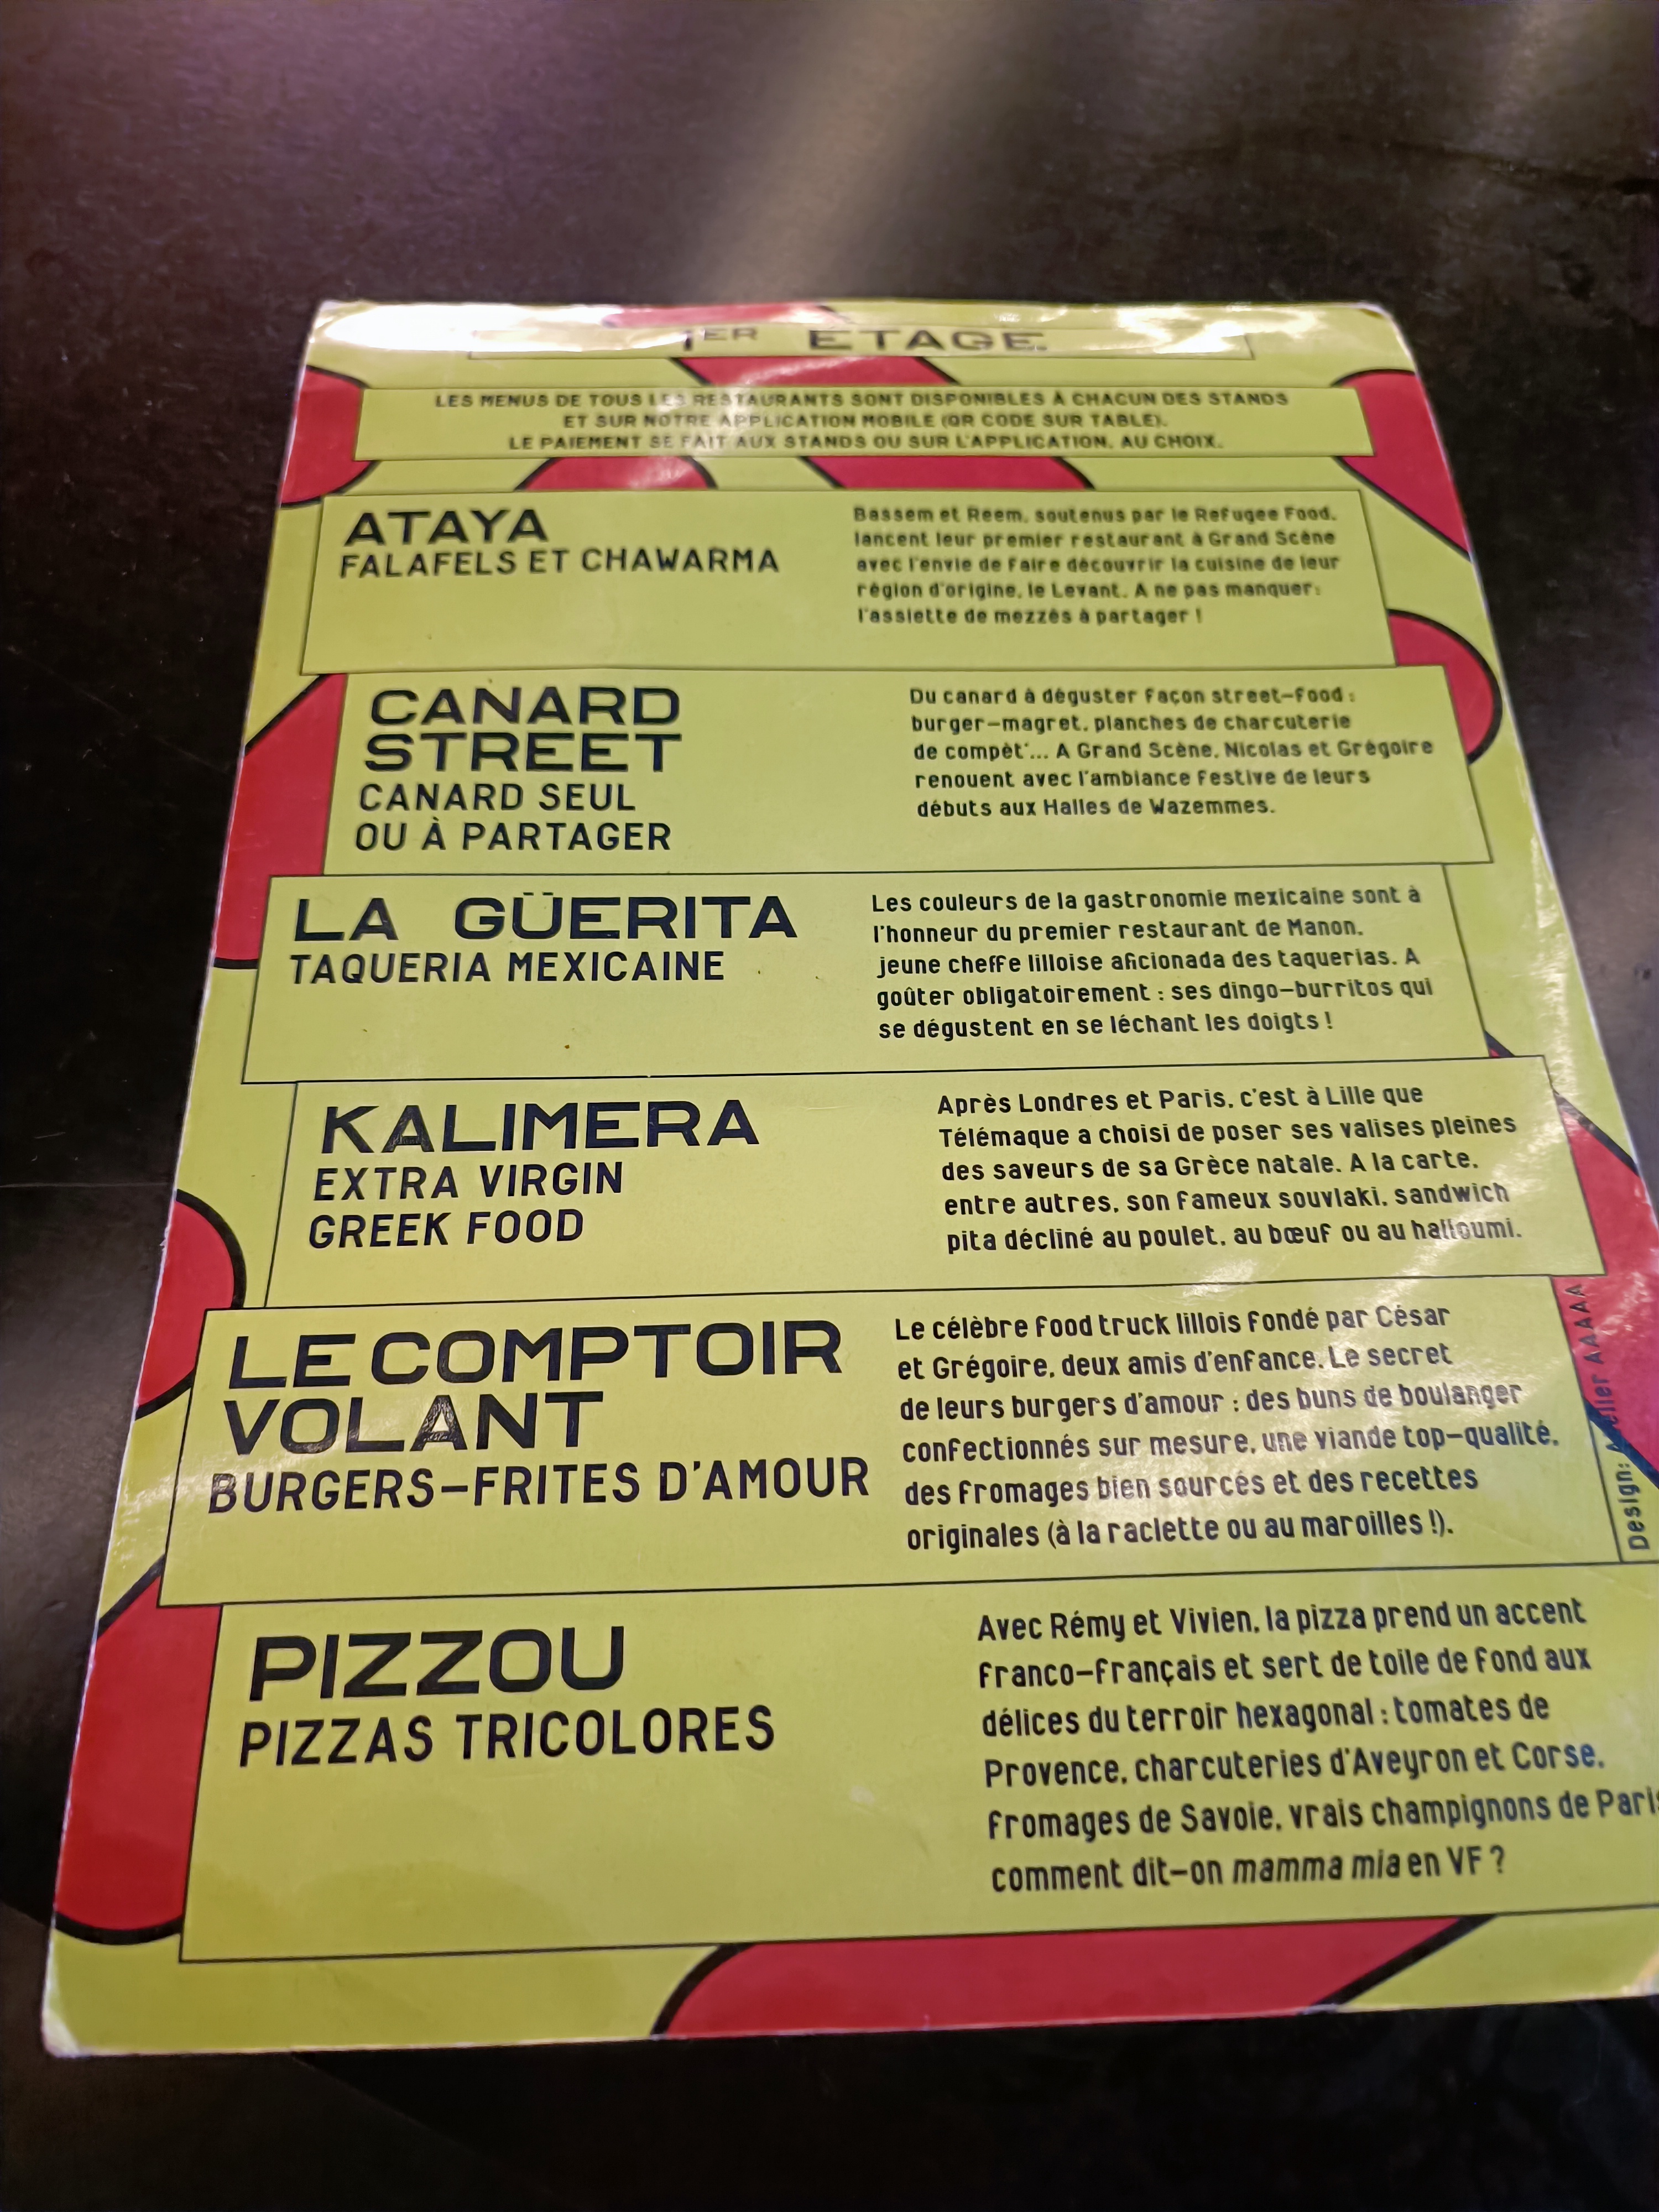 1ER ETAGE
LES MENUS DE TOUS LES RESTAURANTS SONT DISPONIBLES À CHACUN DES STANDS
ET SUR NOTRE APPLICATION MOBILE (QR CODE SUR TABLE).
LE PAIEMENT SE FAIT AUX STANDS OU SUR L'APPLICATION, AU CHOIX.
ATAYA
FALAFELS ET CHAWARMA
Bassem et Reem, soutenus par le Refugee Food,
lancent leur premier restaurant à Grand Scène
avec l'envie de faire découvrir la cuisine de leur
région d'origine, le Levant. A ne pas manquer:
l'assiette de mezzés à partager !
CANARD
STREET
CANARD SEUL
OU À PARTAGER
Du canard à déguster façon street-food :
burger-magret, planches de charcuterie
de compèt'... A Grand Scène, Nicolas et Grégoire
renouent avec l'ambiance festive de leurs
débuts aux Halles de Wazemmes.
LA GÜERITA
TAQUERIA MEXICAINE
Les couleurs de la gastronomie mexicaine sont à
l'honneur du premier restaurant de Manon,
jeune cheffe lilloise aficionada des taquerias. A
goûter obligatoirement : ses dingo-burritos qui
se dégustent en se léchant les doigts !
KALIMERA
EXTRA VIRGIN
GREEK FOOD
Après Londres et Paris, c'est à Lille que
Télémaque a choisi de poser ses valises pleines
des saveurs de sa Grèce natale. A la carte,
entre autres, son fameux souvlaki, sandwich
pita décliné au poulet, au bœuf ou au halloumi.
LE COMPTOIR
VOLANT
BURGERS-FRITES D'AMOUR
Le célèbre food truck lillois fondé par César
et Grégoire, deux amis d'enfance. Le secret
de leurs burgers d'amour : des buns de boulanger
confectionnés sur mesure, une viande top-qualité,
des fromages bien sourcés et des recettes
originales (à la raclette ou au maroilles !).
Design: Atelier AAAAA
PIZZOU
PIZZAS TRICOLORES
Avec Rémy et Vivien, la pizza prend un accent
franco-français et sert de toile de fond aux
délices du terroir hexagonal : tomates de
Provence, charcuteries d'Aveyron et Corse,
fromages de Savoie, vrais champignons de Paris
comment dit-on mamma mia en VF ?